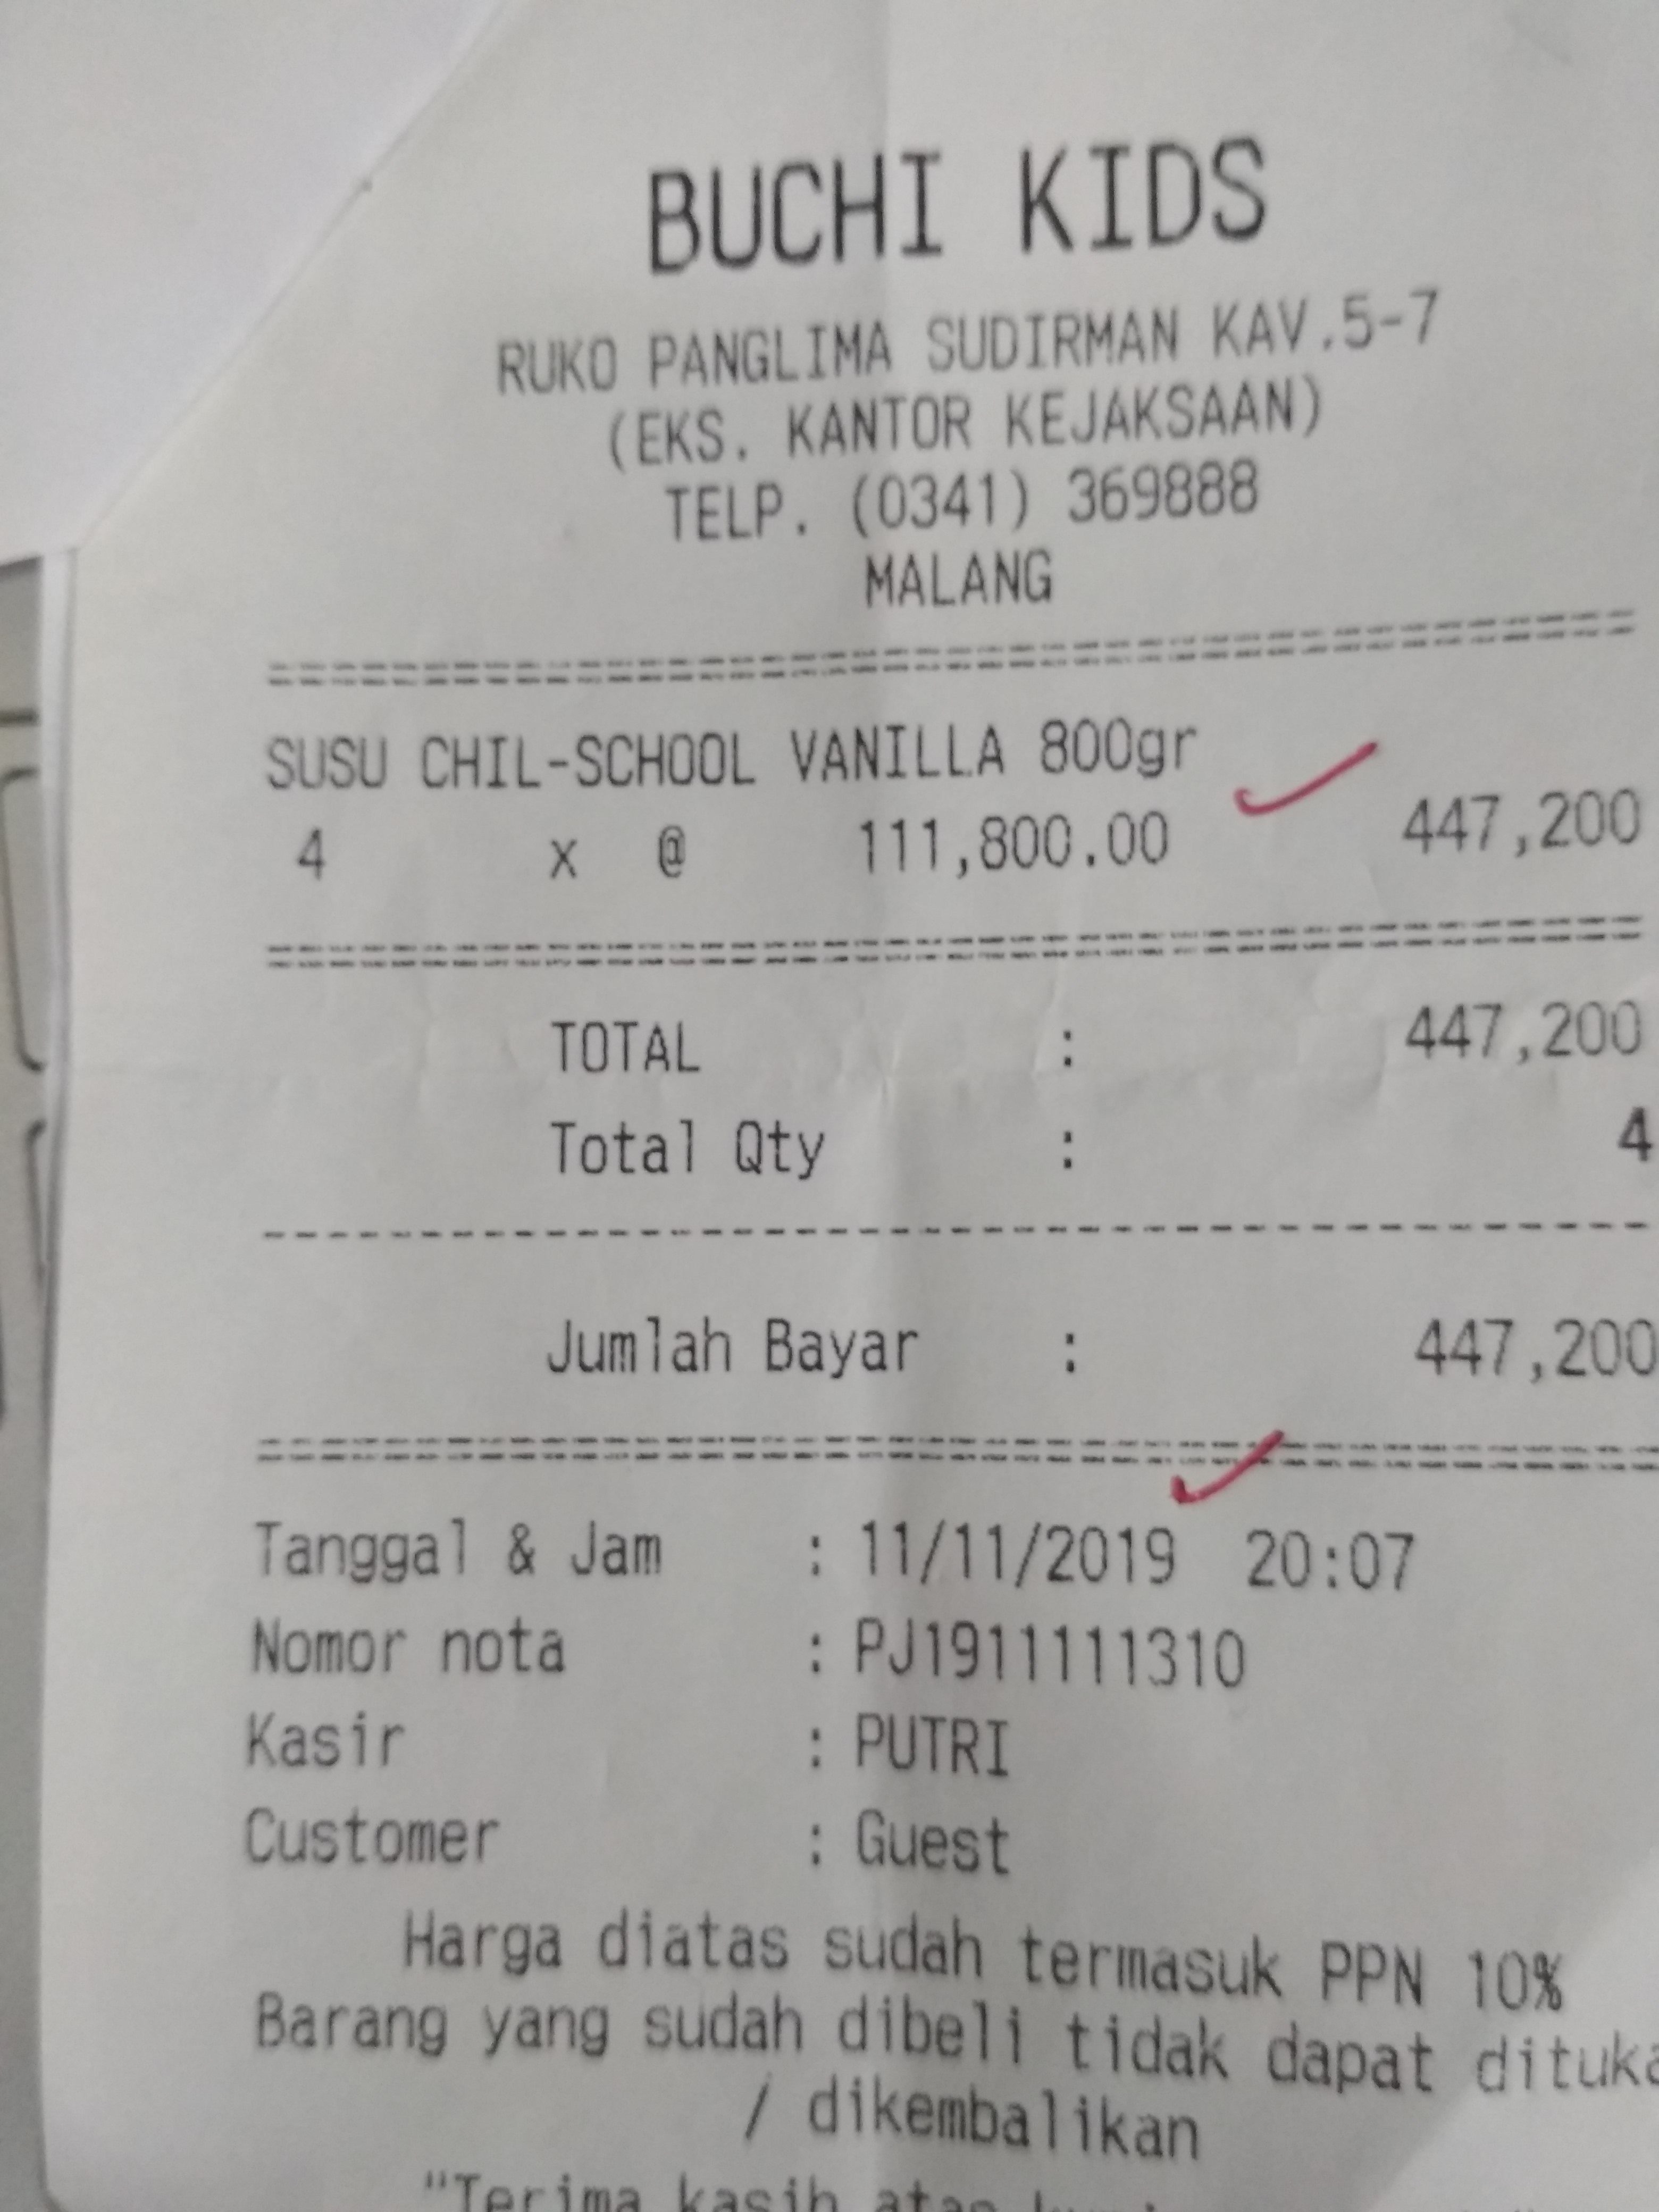 BUCHI KIDS
RUKO PANGLIMA SUDIRMAN KAV.5-7
(EKS. KANTOR KEJAKSAAN)
TELP. (0341) 369888
MALANG
SUSU CHIL-SCHOOL VANILLA 800gr
4 x @ 111,800.00 447,200
TOTAL : 447,200
Total Qty : 4
Jumlah Bayar : 447,200
Tanggal & Jam : 11/11/2019 20:07
Nomor nota : PJ1911111310
Kasir : PUTRI
Customer : Guest
Harga diatas sudah termasuk PPN 10%
Barang yang sudah dibeli tidak dapat dituka
/ dikembalikan
"Terima kasih atas